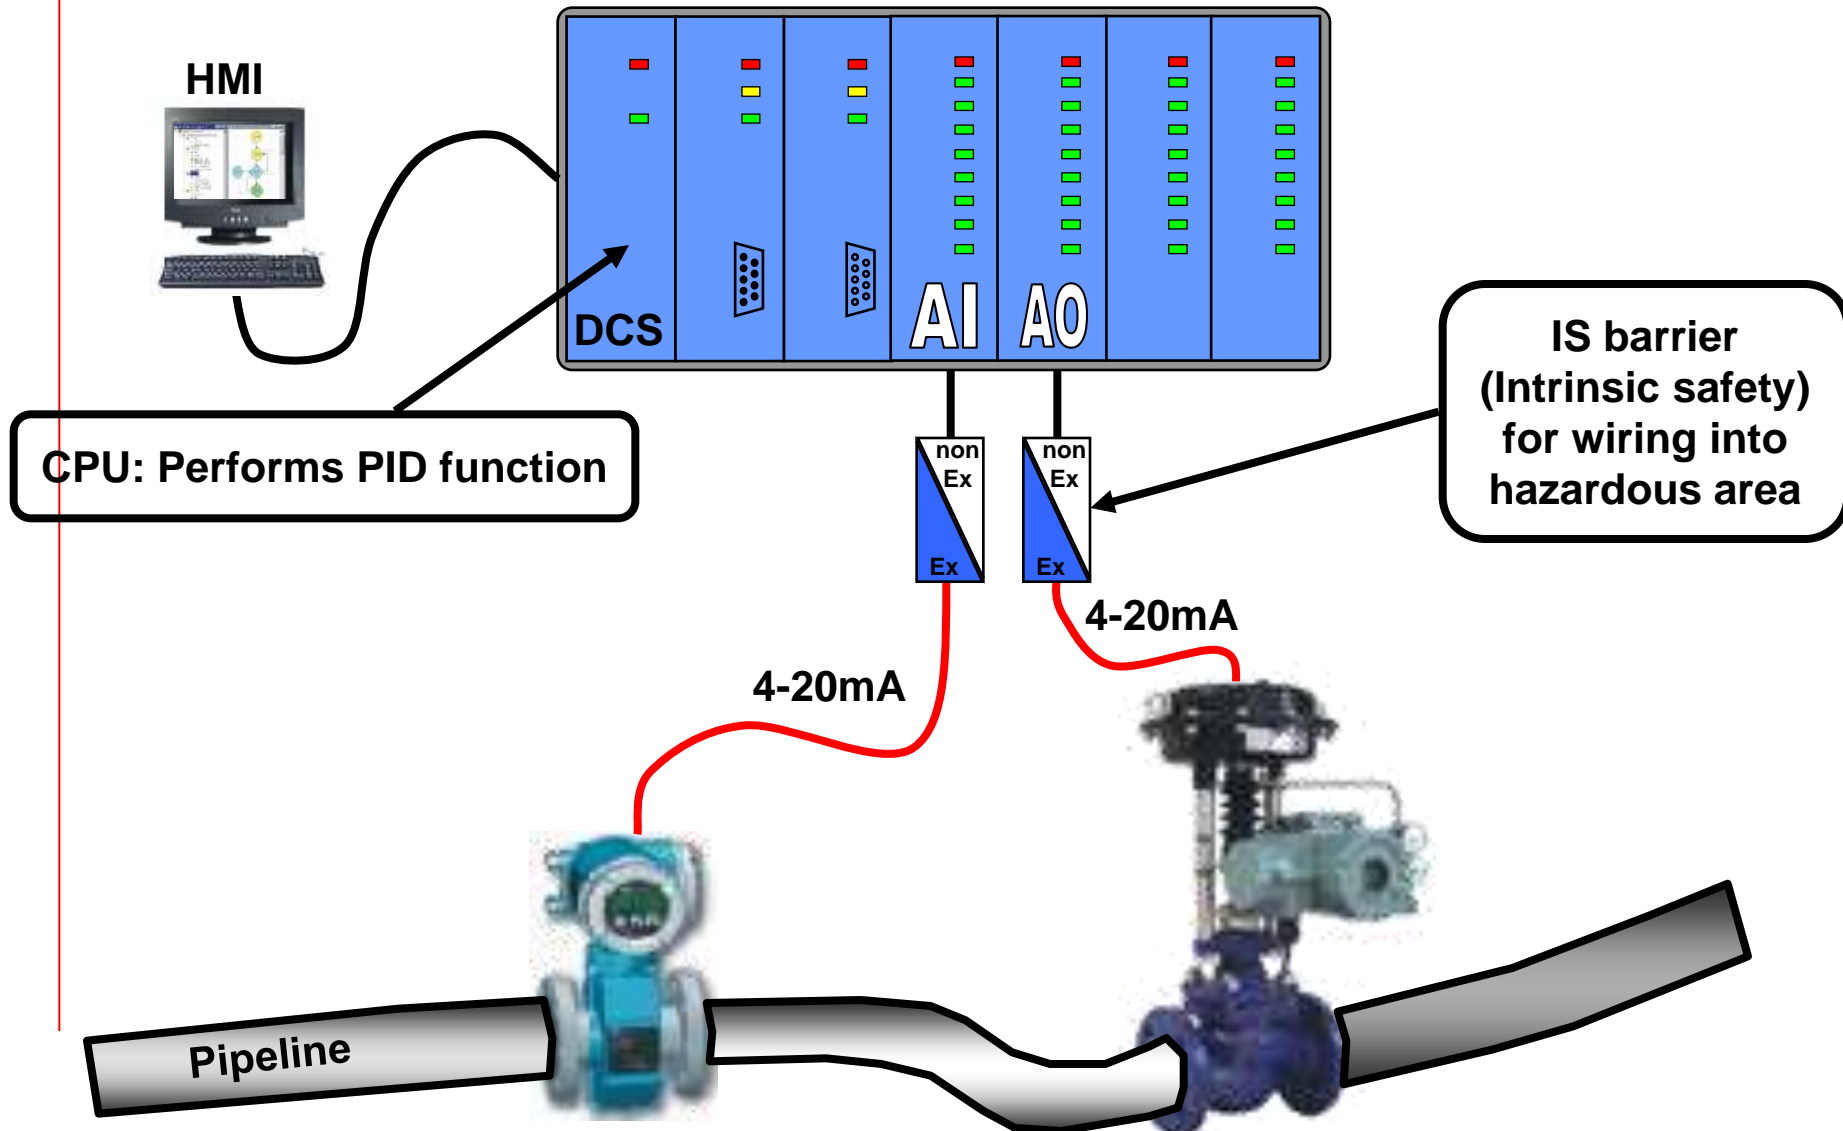 HMI
DCS
AI
AO
IS barrier
(Intrinsic safety)
for wiring into
hazardous area
CPU: Performs PID function
non
Ex
Ex
non
Ex
Ex
4-20mA
4-20mA
Pipeline